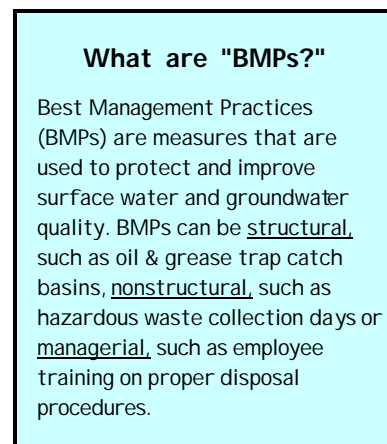 What are "BMPs?"
Best Management Practices
(BMPs) are measures that are
used to protect and improve
surface water and groundwater
quality. BMPs can be structural,
such as oil & grease trap catch
basins, nonstructural, such as
hazardous waste collection days or
managerial, such as employee
training on proper disposal
procedures.